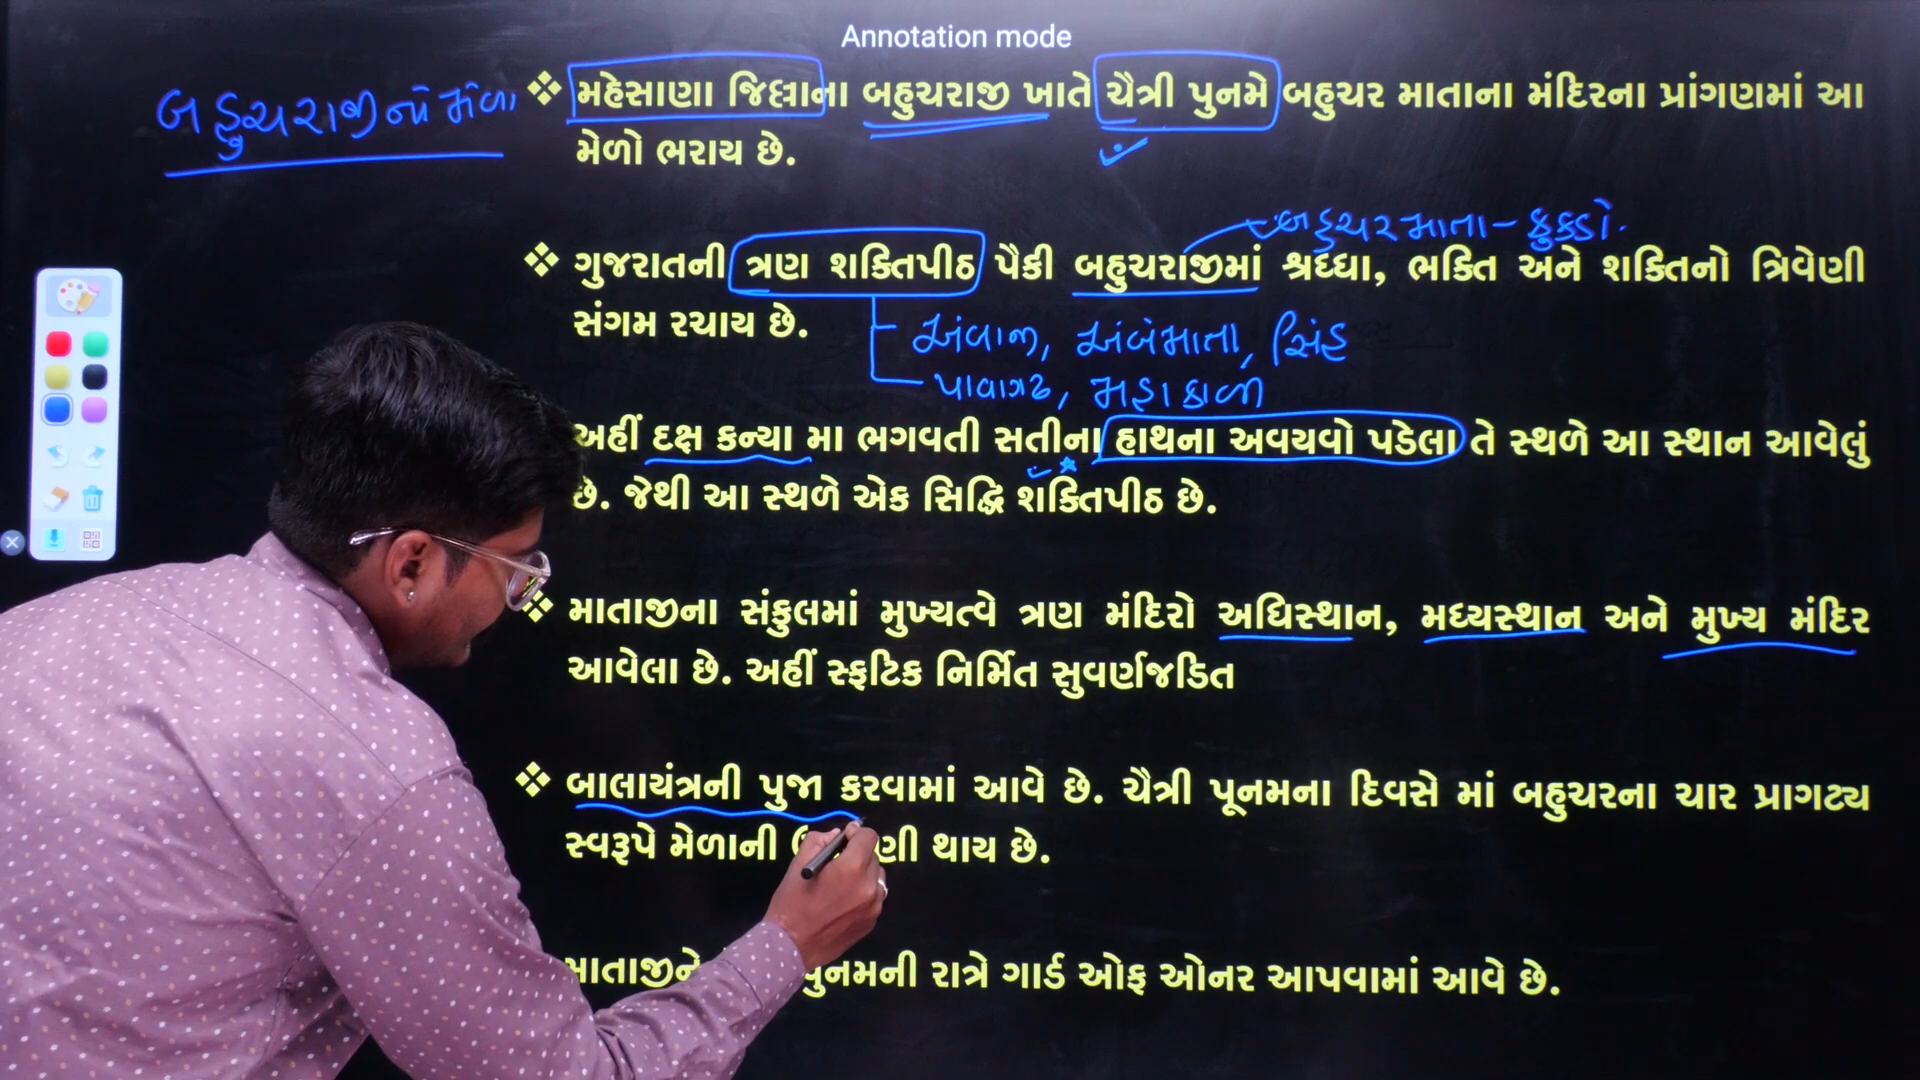 Annotation mode
બહુચરાજીનો મેળો
❖ મહેસાણા જિલ્લાના બહુચરાજી ખાતે ચૈત્રી પુનમે બહુચર માતાના મંદિરના પ્રાંગણમાં આ
મેળો ભરાય છે.
બહુચરમાતા - કુકડો.
❖ ગુજરાતની ત્રણ શક્તિપીઠ પૈકી બહુચરાજીમાં શ્રધ્ધા, ભક્તિ અને શક્તિનો ત્રિવેણી
સંગમ રચાય છે.
અંબાજી, અંબેમાતા, સિંહ
પાવાગઢ, મહાકાળી
અહીં દક્ષ કન્યા મા ભગવતી સતીના હાથના અવયવો પડેલા તે સ્થળે આ સ્થાન આવેલું
છે. જેથી આ સ્થળે એક સિદ્ધિ શક્તિપીઠ છે.
❖ માતાજીના સંકુલમાં મુખ્યત્વે ત્રણ મંદિરો અધિસ્થાન, મધ્યસ્થાન અને મુખ્ય મંદિર
આવેલા છે. અહીં સ્ફટિક નિર્મિત સુવર્ણજડિત
❖ બાલાયંત્રની પુજા કરવામાં આવે છે. ચૈત્રી પૂનમના દિવસે માં બહુચરના ચાર પ્રાગટ્ય
સ્વરૂપે મેળાની થાય છે.
માતાજીને પુનમની રાત્રે ગાર્ડ ઓફ ઓનર આપવામાં આવે છે.